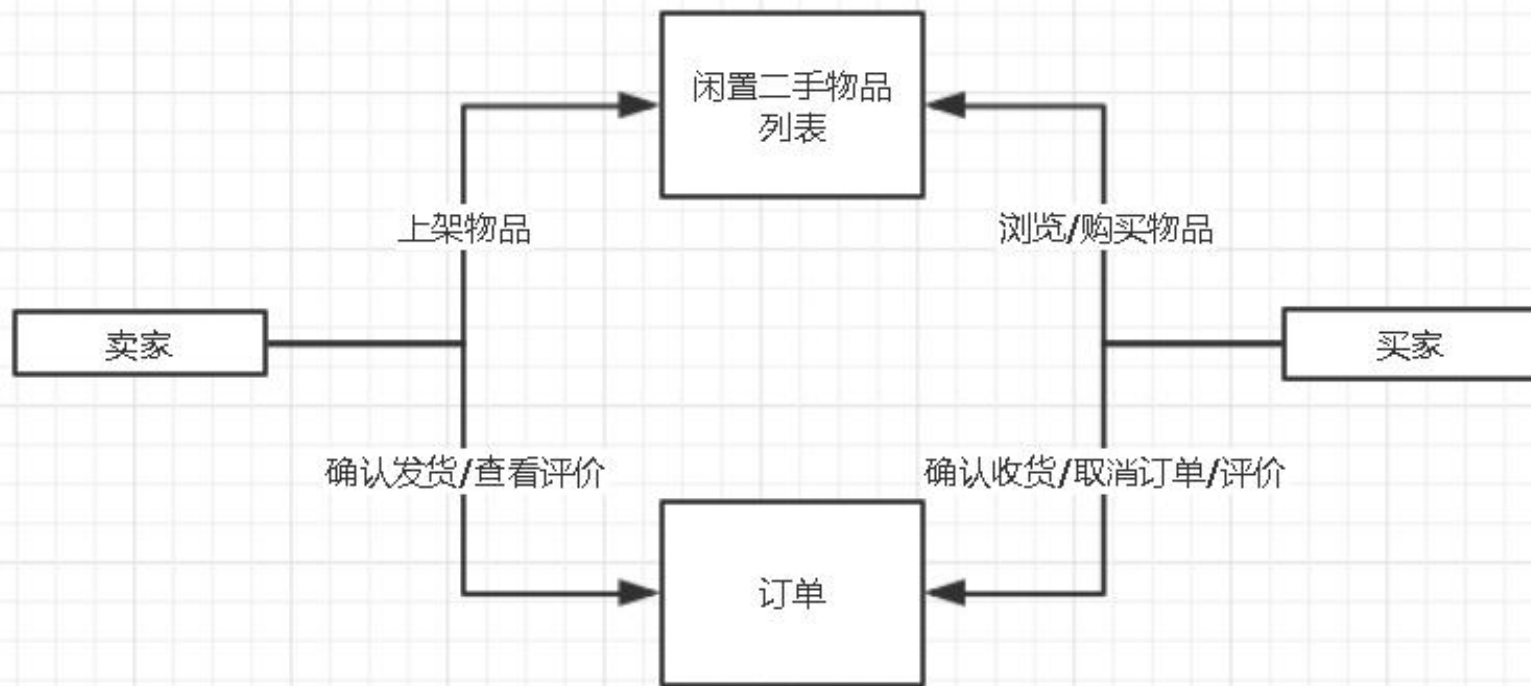 闲置二手物品
列表
上架物品
浏览/购买物品
卖家
买家
确认发货/查看评价
确认收货/取消订单/评价
订单